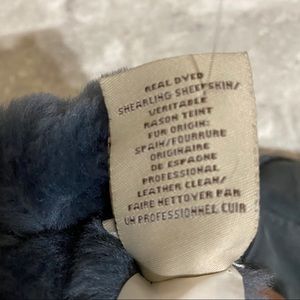 REAL DYED
SHEARLING SHEEPSKIN/
VERITABLE
RASON TEINT
FUR ORIGIN:
SPAIN/FOURRURE
ORIGINAIRE
DE ESPAGNE
PROFESSIONAL
LEATHER CLEAN/
FAIRE NETTOYER PAR
UN PROFESSIONNEL CUIR